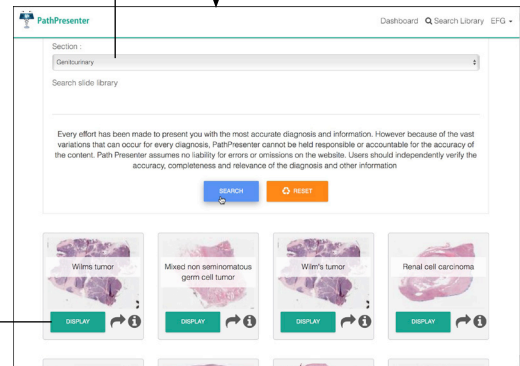 PathPresenter
Dashboard Search Library EFG
Section :
Genitourinary
Search slide library
Every effort has been made to present you with the most accurate diagnosis and information. However because of the vast
variations that can occur for every diagnosis, PathPresenter cannot be held responsible or accountable for the accuracy of
the content. Path Presenter assumes no liability for errors or omissions on the website. Users should independently verify the
accuracy, completeness and relevance of the diagnosis and other information
SEARCH RESET
Wilms tumor
Mixed non seminomatous
germ cell tumor
Wilm's tumor
Renal cell carcinoma
DISPLAY DISPLAY DISPLAY DISPLAY